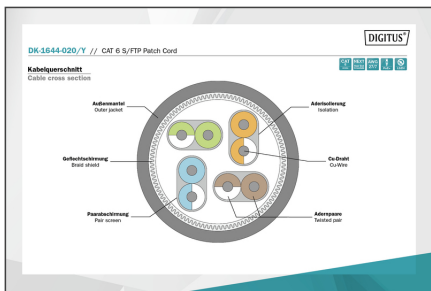 DIGITUS®
DK-1644-020/Y // CAT 6 S/FTP Patch Cord
Kabelquerschnitt
Cable cross section
Außenmantel
Outer jacket
Aderisolierung
Isolation
Geflechtschirmung
Braid shield
Cu-Draht
Cu-Wire
Paarabschirmung
Pair screen
Adernpaare
Twisted pair